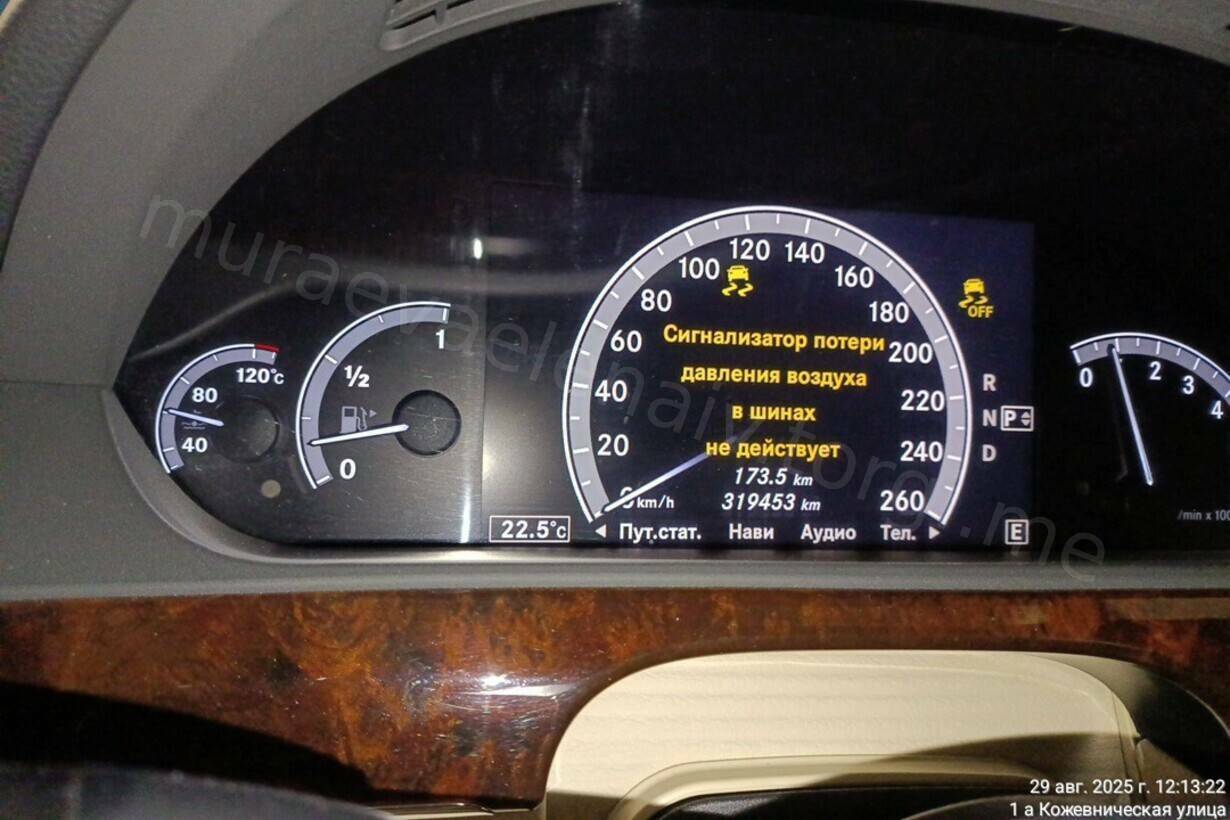 muraevaelenaiv.torg.me
120°C
80
40
1
½
0
0 km/h
20
40
60
80
100
120
140
160
180
200
220
240
260
OFF
Сигнализатор потери
давления воздуха
в шинах
не действует
173.5 km
319453 km
22.5°C
Пут.стат. Нави Аудио Тел.
R
N P
D
E
0 2 3 4
/min x 100
29 авг. 2025 г. 12:13:22
1 а Кожевническая улица